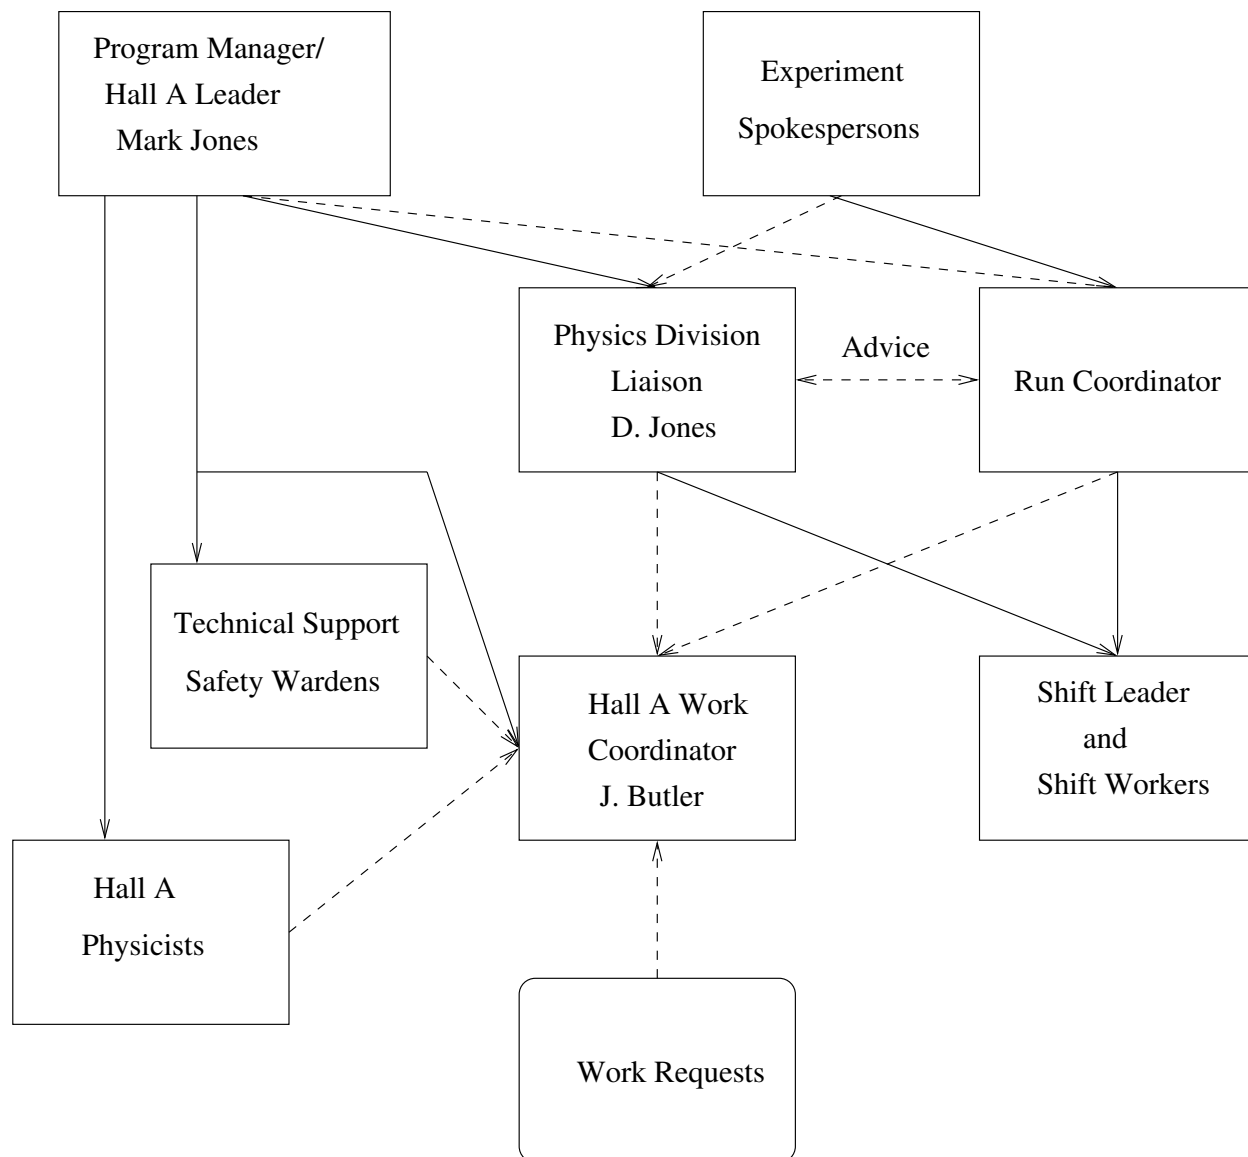 Program Manager/
Hall A Leader
Mark Jones
Experiment
Spokespersons
Physics Division
Liaison
D. Jones
Advice
Run Coordinator
Technical Support
Safety Wardens
Hall A Work
Coordinator
J. Butler
Shift Leader
and
Shift Workers
Hall A
Physicists
Work Requests